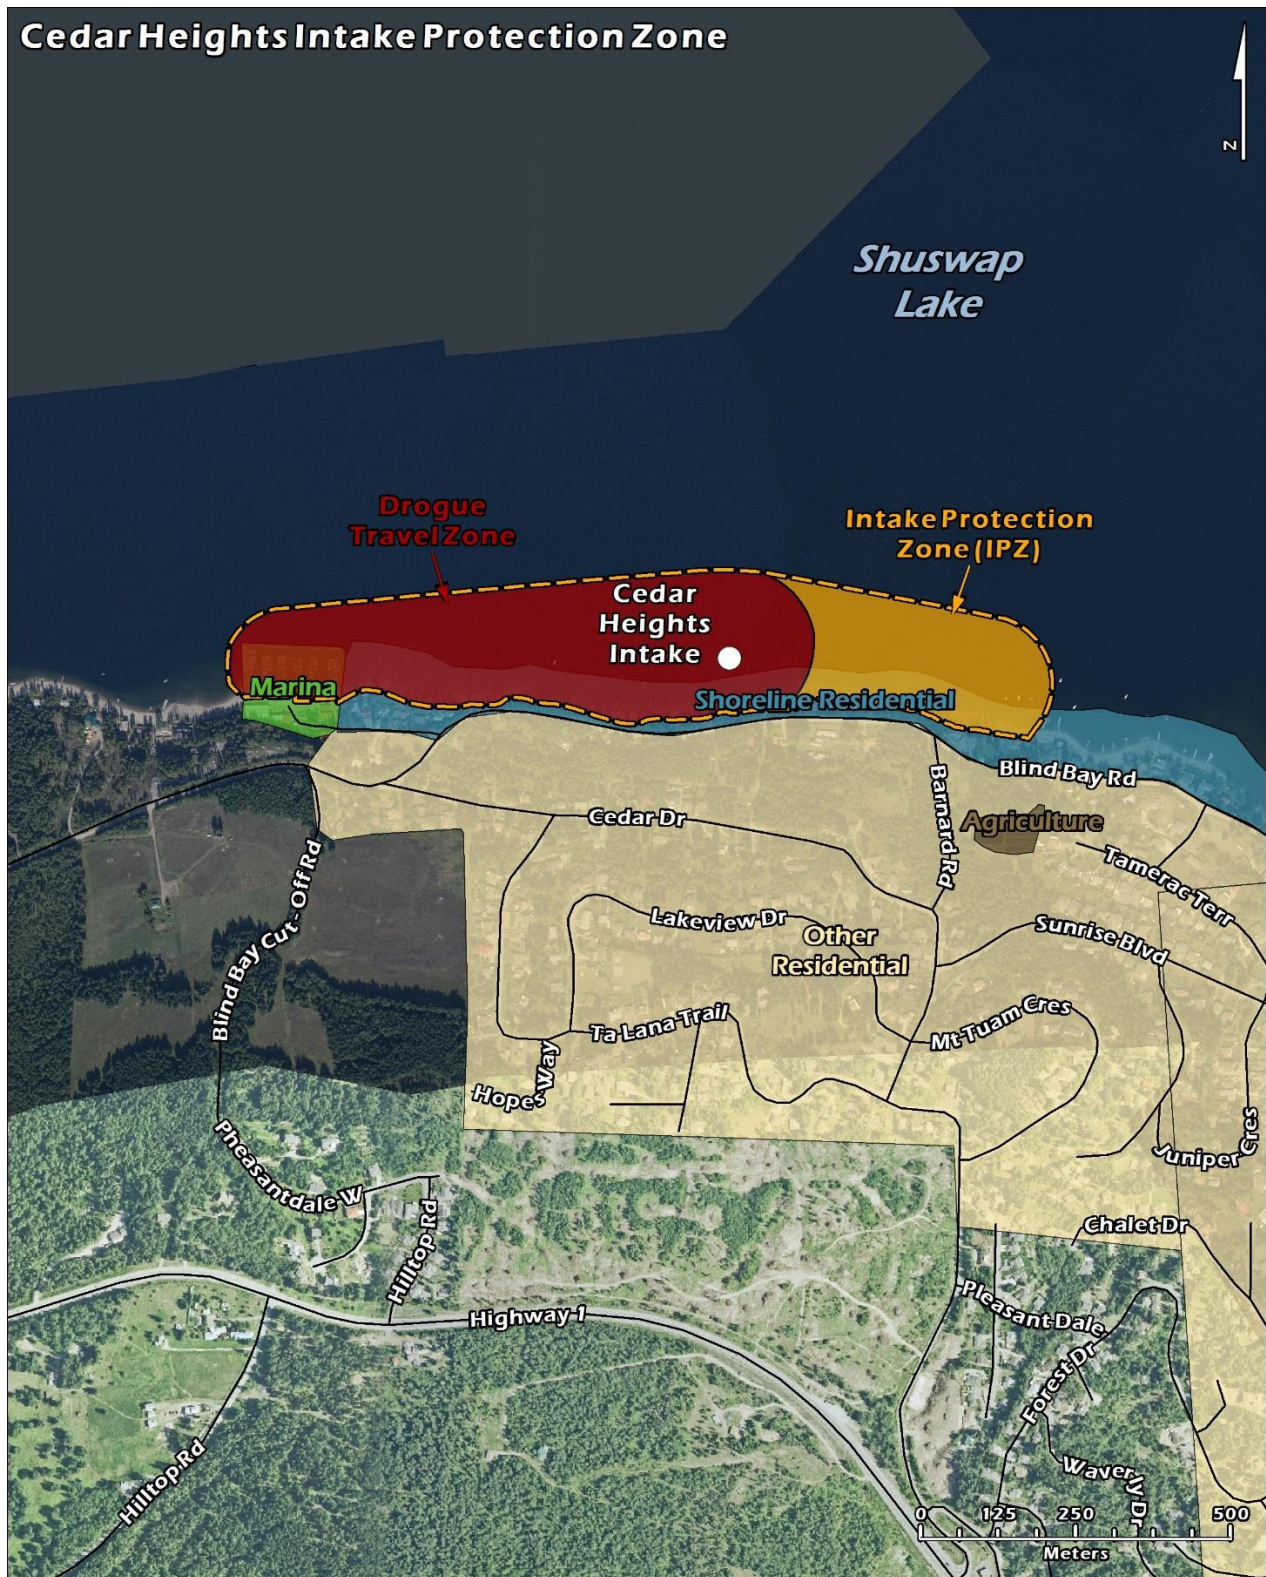 Cedar Heights Intake Protection Zone
N
Shuswap
Lake
Drogue
Travel Zone
Intake Protection
Zone (IPZ)
Cedar
Heights
Intake
Marina
Shoreline Residential
Blind Bay Rd
Cedar Dr
Barnard Rd
Agriculture
Tamerac Terr
Blind Bay Cut - Off Rd
Lakeview Dr
Other
Residential
Sunrise Blvd
Ta Lana Trail
Mt Tuam Cres
Hopes Way
Juniper Cres
Pheasantdale W
Hilltop Rd
Chalet Dr
Highway 1
Pleasant Dale
Forest Dr
Hilltop Rd
Waverly Dr
0 125 250 500
Meters